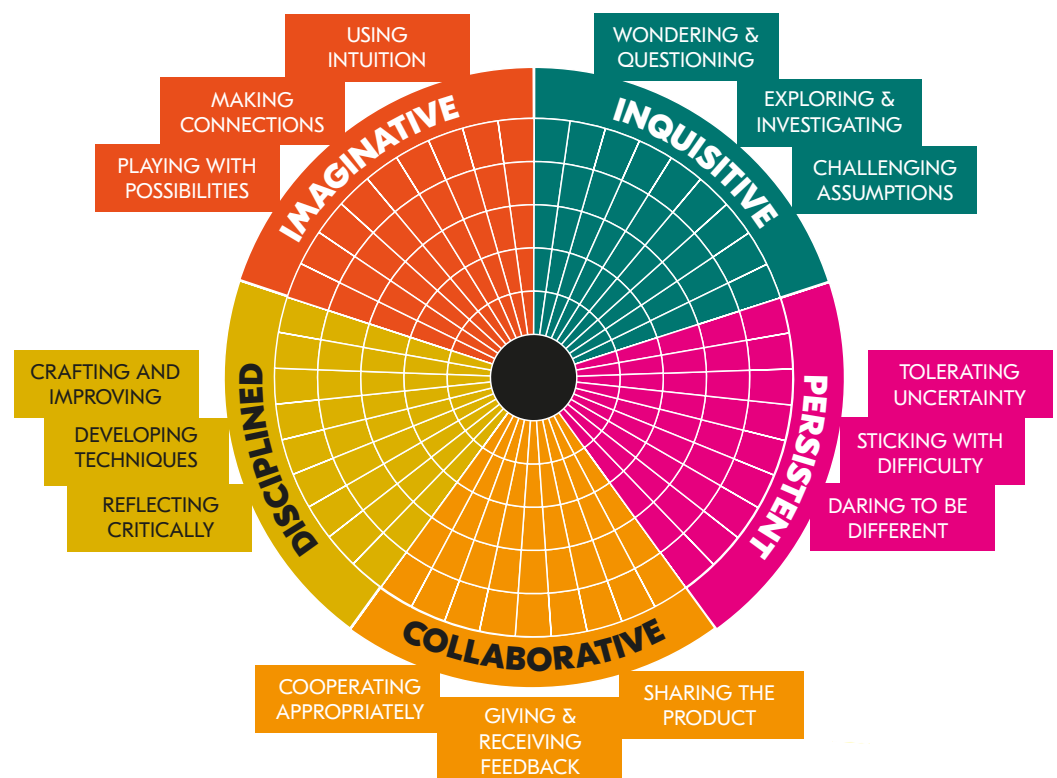 USING
INTUITION
MAKING
CONNECTIONS
PLAYING WITH
POSSIBILITIES
IMAGINATIVE
WONDERING &
QUESTIONING
EXPLORING &
INVESTIGATING
CHALLENGING
ASSUMPTIONS
INQUISITIVE
TOLERATING
UNCERTAINTY
STICKING WITH
DIFFICULTY
DARING TO BE
DIFFERENT
PERSISTENT
CRAFTING AND
IMPROVING
DEVELOPING
TECHNIQUES
REFLECTING
CRITICALLY
DISCIPLINED
COLLABORATIVE
COOPERATING
APPROPRIATELY
GIVING &
RECEIVING
FEEDBACK
SHARING THE
PRODUCT